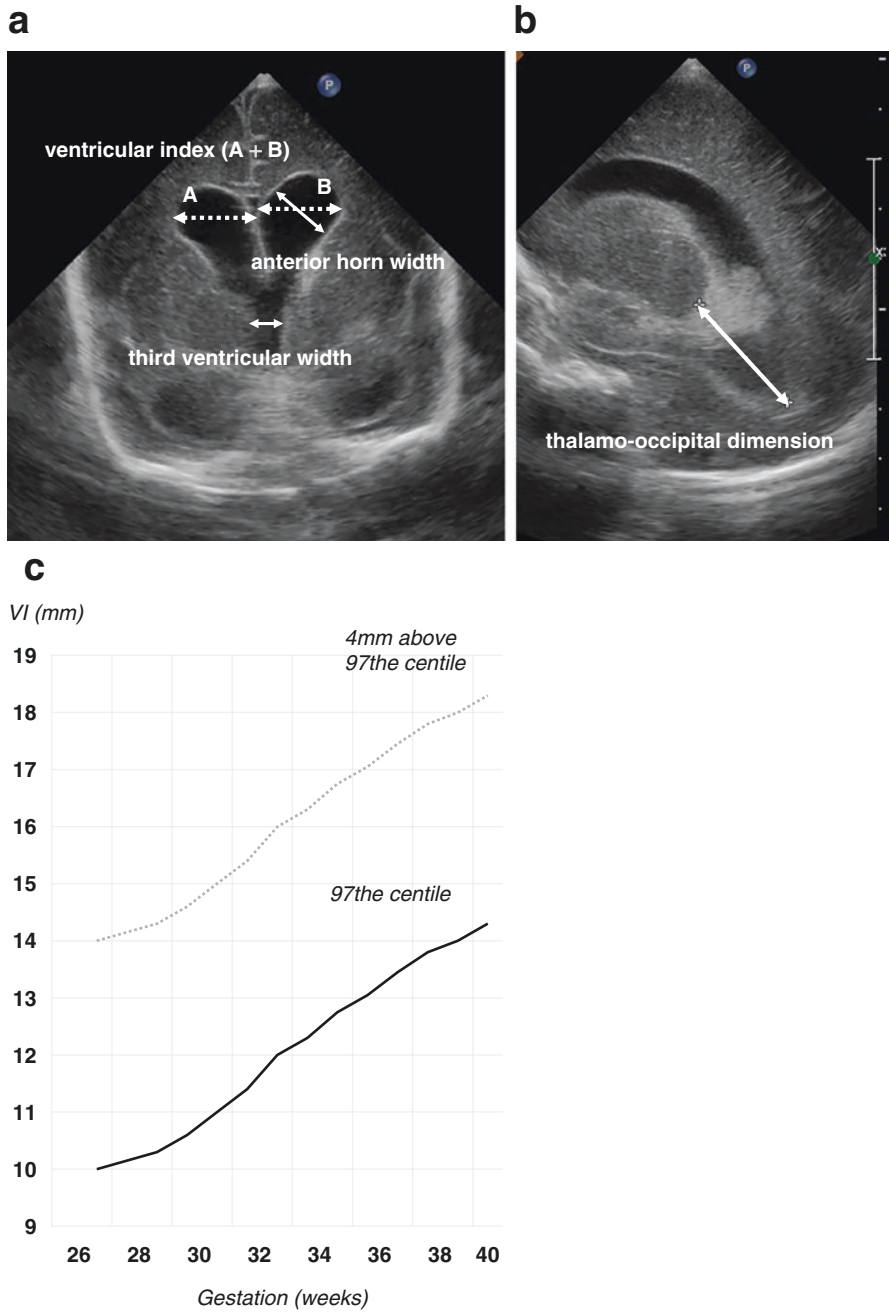 a
b
P
P
ventricular index (A + B)
A
B
anterior horn width
third ventricular width
X
thalamo-occipital dimension
c
VI (mm)
4mm above
97the centile
19
18
17
16
15
97the centile
14
13
12
11
10
9
26 28 30 32 34 36 38 40
Gestation (weeks)